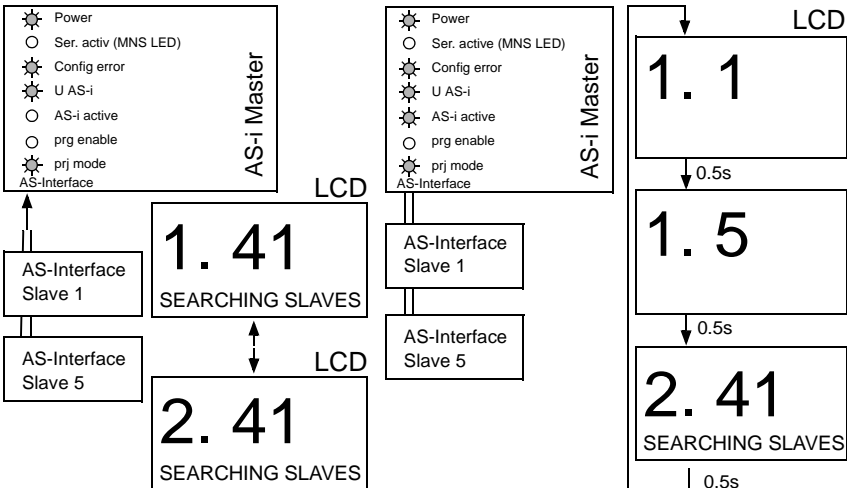 Power
Ser. activ (MNS LED)
Config error
U AS-i
AS-i active
prg enable
prj mode
AS-Interface
AS-i Master
AS-Interface
Slave 1
AS-Interface
Slave 5
LCD
1. 41
SEARCHING SLAVES
LCD
2. 41
SEARCHING SLAVES
Power
Ser. active (MNS LED)
Config error
U AS-i
AS-i active
prg enable
prj mode
AS-Interface
AS-i Master
AS-Interface
Slave 1
AS-Interface
Slave 5
LCD
1. 1
0.5s
1. 5
0.5s
2. 41
SEARCHING SLAVES
0.5s